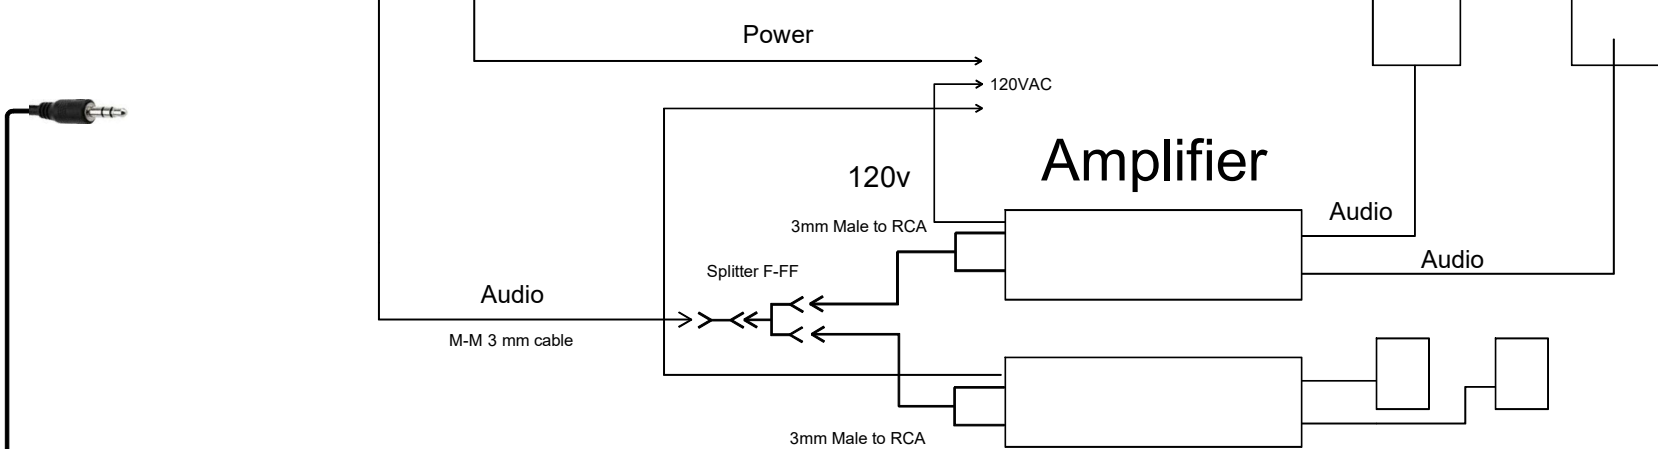 Power
120VAC
Amplifier
120v
Audio
3mm Male to RCA
Audio
Splitter F-FF
Audio
M-M 3 mm cable
3mm Male to RCA